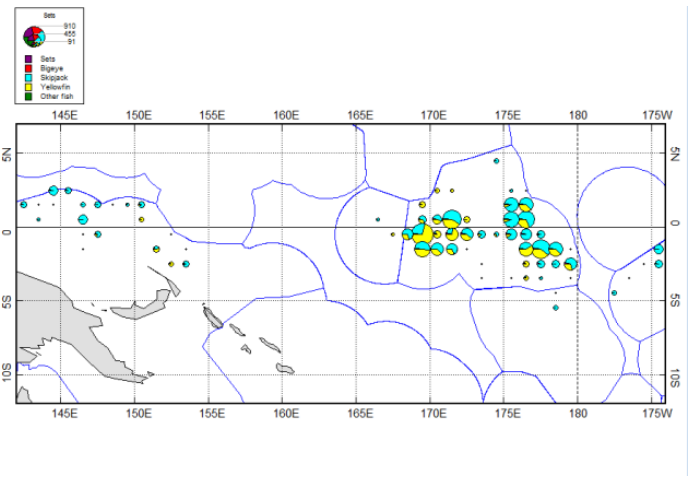 Sets
910
455
91
Sets
Bigeye
Skipjack
Yellowfin
Other fish
145E 150E 155E 160E 165E 170E 175E 180 175W
5N 5N
0 0
5S 5S
10S 10S
145E 150E 155E 160E 165E 170E 175E 180 175W